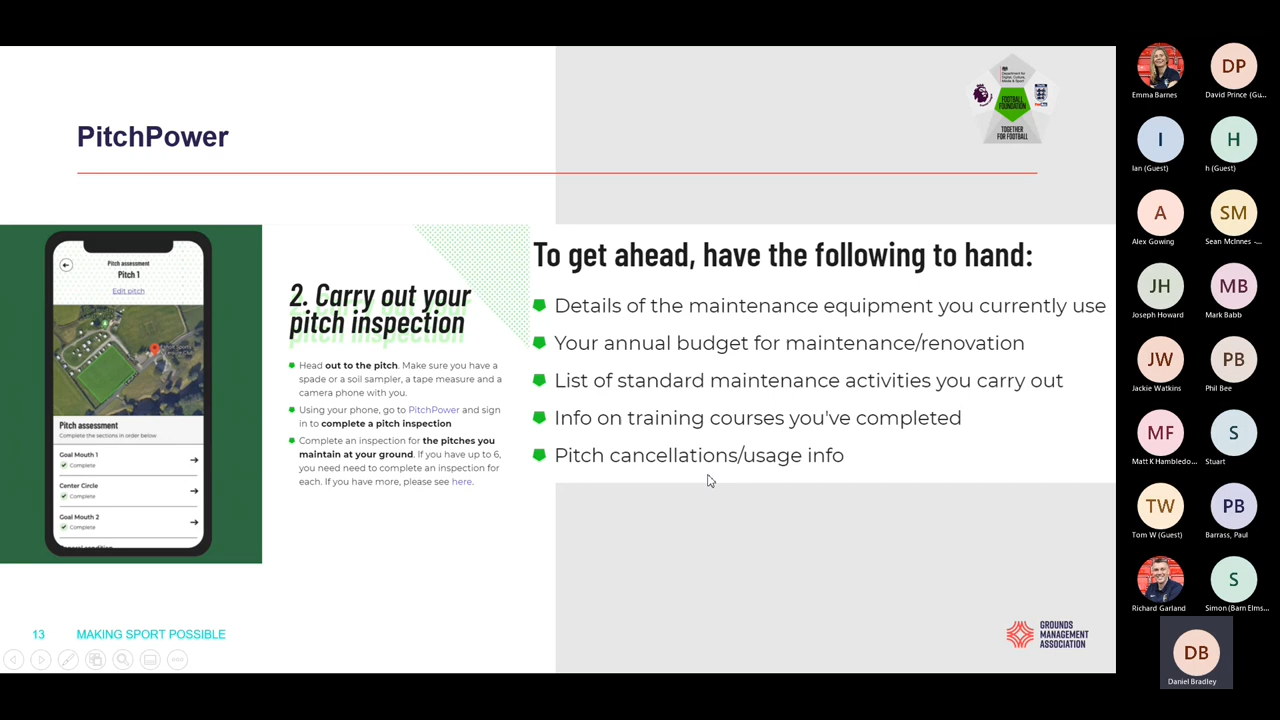 PitchPower
Department for
Digital, Culture,
Media & Sport
FOOTBALL
FOUNDATION
TOGETHER
FOR FOOTBALL
Pitch assessment
Pitch 1
Edit pitch
Pitch assessment
Complete the sections in order below
Goal Mouth 1
Complete
Center Circle
Complete
Goal Mouth 2
Complete
2. Carry out your
pitch inspection
Head out to the pitch. Make sure you have a
spade or a soil sampler, a tape measure and a
camera phone with you.
Using your phone, go to PitchPower and sign
in to complete a pitch inspection
Complete an inspection for the pitches you
maintain at your ground. If you have up to 6,
you need need to complete an inspection for
each. If you have more, please see here.
To get ahead, have the following to hand:
Details of the maintenance equipment you currently use
Your annual budget for maintenance/renovation
List of standard maintenance activities you carry out
Info on training courses you've completed
Pitch cancellations/usage info
13 MAKING SPORT POSSIBLE
GROUNDS
MANAGEMENT
ASSOCIATION
DP
Emma Barnes David Prince (Gu...
I H
Ian (Guest) h (Guest)
A SM
Alex Gowing Sean McInnes -...
JH MB
Joseph Howard Mark Babb
JW PB
Jackie Watkins Phil Bee
MF S
Matt K Hambledo... Stuart
TW PB
Tom W (Guest) Barrass, Paul
S
Richard Garland Simon (Barn Elms...
DB
Daniel Bradley